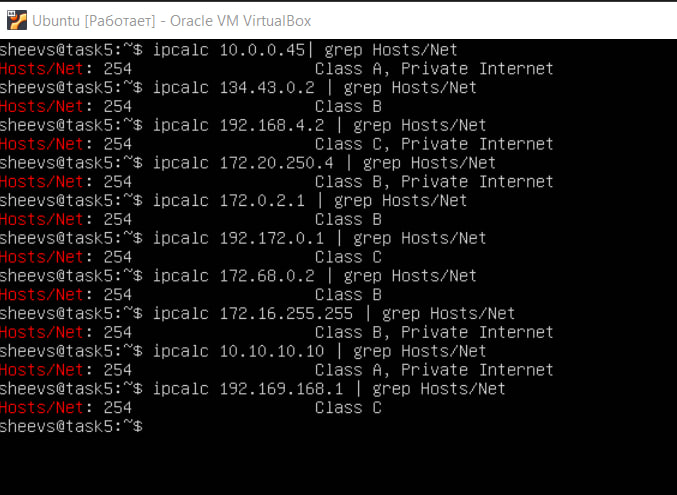 Ubuntu [Работает] - Oracle VM VirtualBox
sheevs@task5:~$ ipcalc 10.0.0.45| grep Hosts/Net
Hosts/Net: 254                   Class A, Private Internet
sheevs@task5:~$ ipcalc 134.43.0.2 | grep Hosts/Net
Hosts/Net: 254                   Class B
sheevs@task5:~$ ipcalc 192.168.4.2 | grep Hosts/Net
Hosts/Net: 254                   Class C, Private Internet
sheevs@task5:~$ ipcalc 172.20.250.4 | grep Hosts/Net
Hosts/Net: 254                   Class B, Private Internet
sheevs@task5:~$ ipcalc 172.0.2.1 | grep Hosts/Net
Hosts/Net: 254                   Class B
sheevs@task5:~$ ipcalc 192.172.0.1 | grep Hosts/Net
Hosts/Net: 254                   Class C
sheevs@task5:~$ ipcalc 172.68.0.2 | grep Hosts/Net
Hosts/Net: 254                   Class B
sheevs@task5:~$ ipcalc 172.16.255.255 | grep Hosts/Net
Hosts/Net: 254                   Class B, Private Internet
sheevs@task5:~$ ipcalc 10.10.10.10 | grep Hosts/Net
Hosts/Net: 254                   Class A, Private Internet
sheevs@task5:~$ ipcalc 192.169.168.1 | grep Hosts/Net
Hosts/Net: 254                   Class C
sheevs@task5:~$